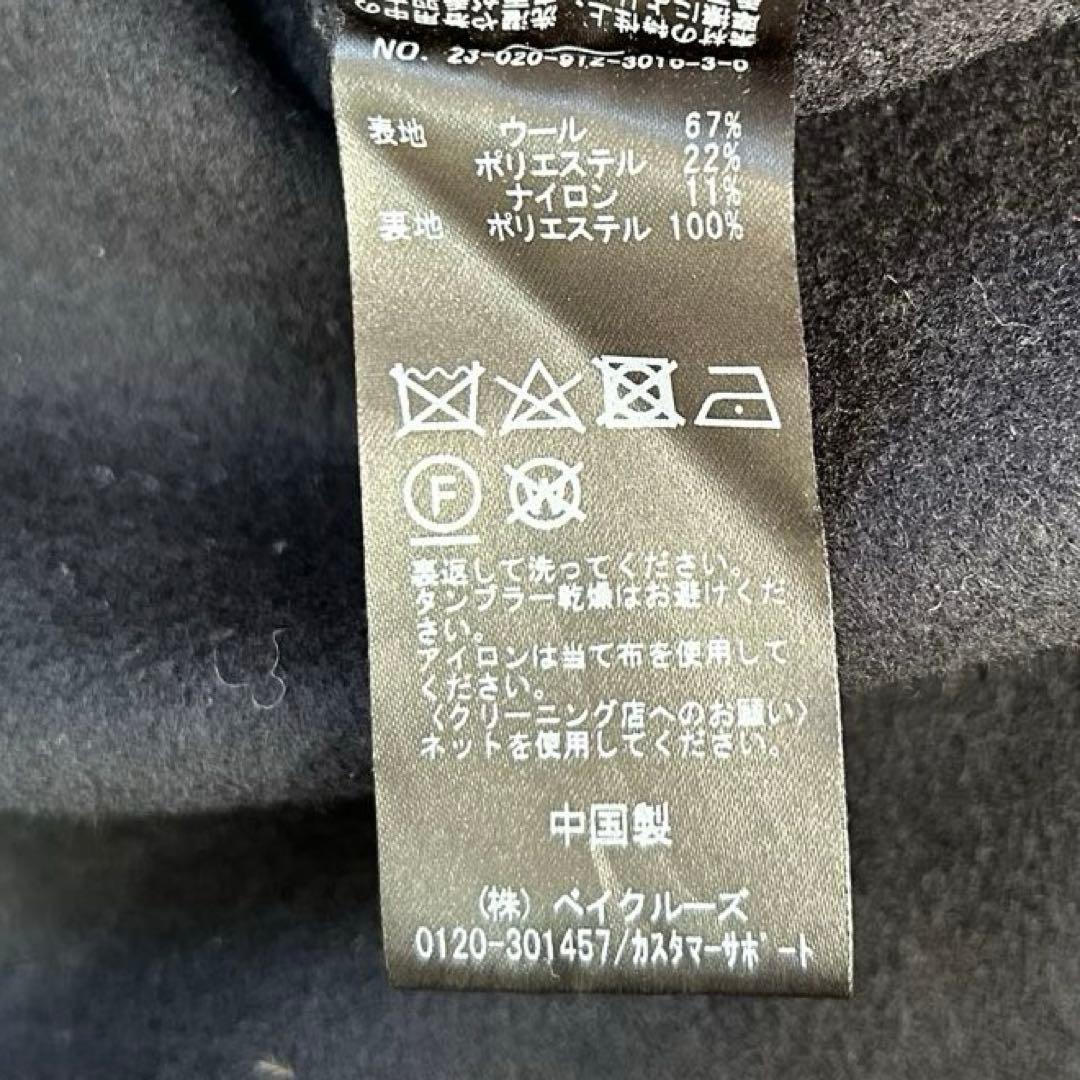 NO. 23-020-912-3010-3-0
表地 ウール 67%
ポリエステル 22%
ナイロン 11%
裏地 ポリエステル 100%
F
W
裏返して洗ってください。
タンブラー乾燥はお避けくだ
さい。
アイロンは当て布を使用して
ください。
〈クリーニング店へのお願い〉
ネットを使用してください。
中国製
(株) ベイクルーズ
0120-301457/カスタマーサポート